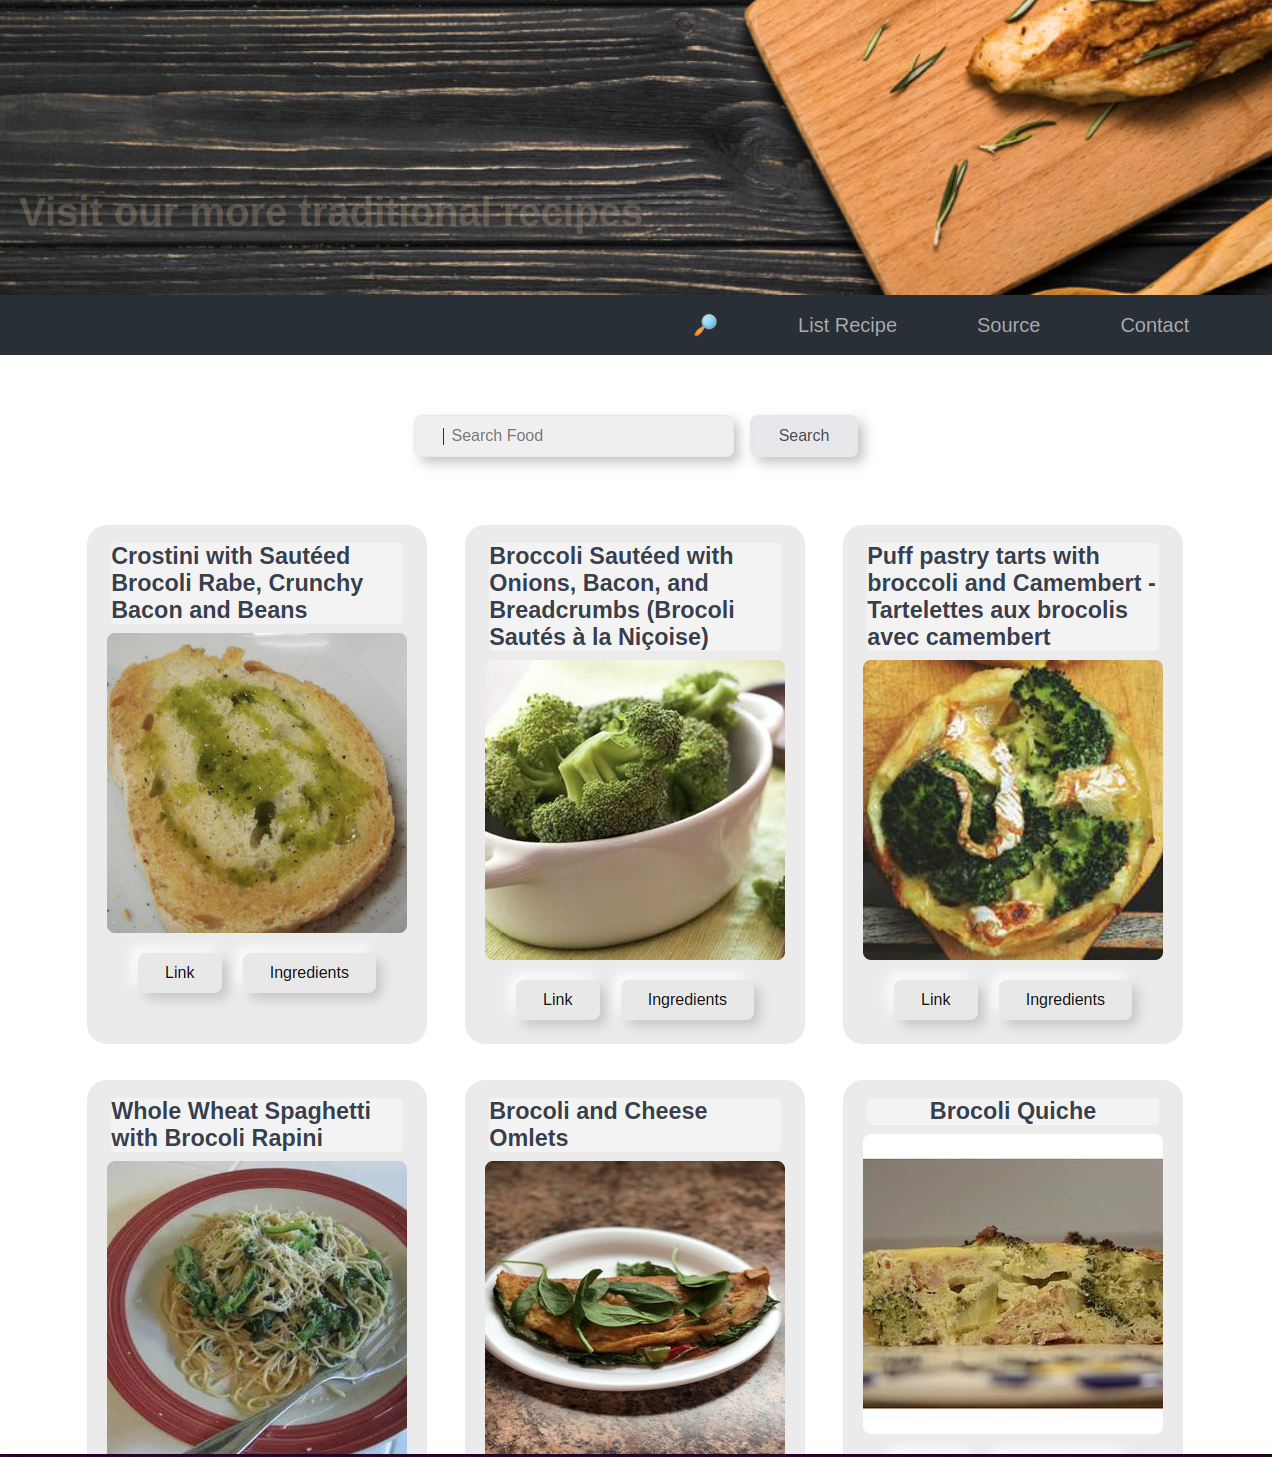 Visit our more traditional recipes
List Recipe Source Contact
Search Food Search
Crostini with Sautéed
Brocoli Rabe, Crunchy
Bacon and Beans
Link Ingredients
Broccoli Sautéed with
Onions, Bacon, and
Breadcrumbs (Brocoli
Sautés à la Niçoise)
Link Ingredients
Puff pastry tarts with
broccoli and Camembert -
Tartelettes aux brocolis
avec camembert
Link Ingredients
Whole Wheat Spaghetti
with Brocoli Rapini
Brocoli and Cheese
Omlets
Brocoli Quiche